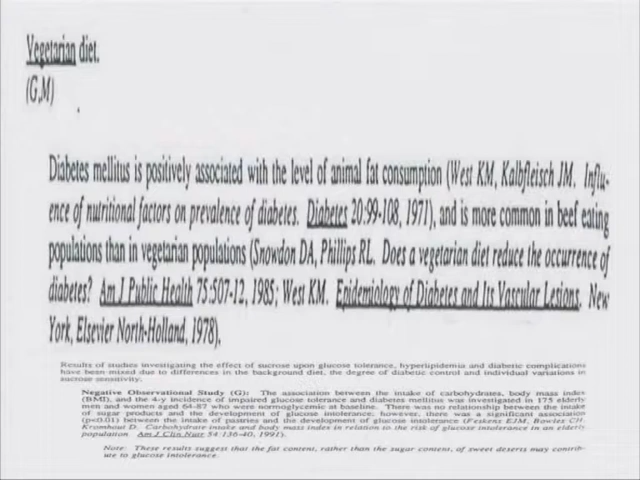 Vegetarian diet.
(G,M)
Diabetes mellitus is positively associated with the level of animal fat consumption (West KM, Kalbfleisch JM. Influ-
ence of nutritional factors on prevalence of diabetes. Diabetes 20:99-108, 1971), and is more common in beef eating
populations than in vegetarian populations (Snowdon DA, Phillips RL. Does a vegetarian diet reduce the occurrence of
diabetes? Am J Public Health 75:507-12, 1985; West KM. Epidemiology of Diabetes and Its Vascular Lesions. New
York, Elsevier North-Holland, 1978).
Results of studies investigating the effect of sucrose upon glucose tolerance, hyperlipidemia and diabetic complications
have been mixed due to differences in the background diet, the degree of diabetic control and individual variations in
sucrose sensitivity.
Negative Observational Study (G): The association between the intake of carbohydrates, body mass index
(BMI), and the 4-y incidence of impaired glucose tolerance and diabetes mellitus was investigated in 175 elderly
men and women aged 64-87 who were normoglycemic at baseline. There was no relationship between the intake
of sugar products and the development of glucose intolerance, however, there was a significant association
(p<0.01) between the intake of pastries and the development of glucose intolerance (Feskens EJM, Bowles CH,
Kromhout D. Carbohydrate intake and body mass index in relation to the risk of glucose intolerance in an elderly
population. Am J Clin Nutr 54:136-40, 1991).
Note: These results suggest that the fat content, rather than the sugar content, of sweet deserts may contrib-
ute to glucose intolerance.